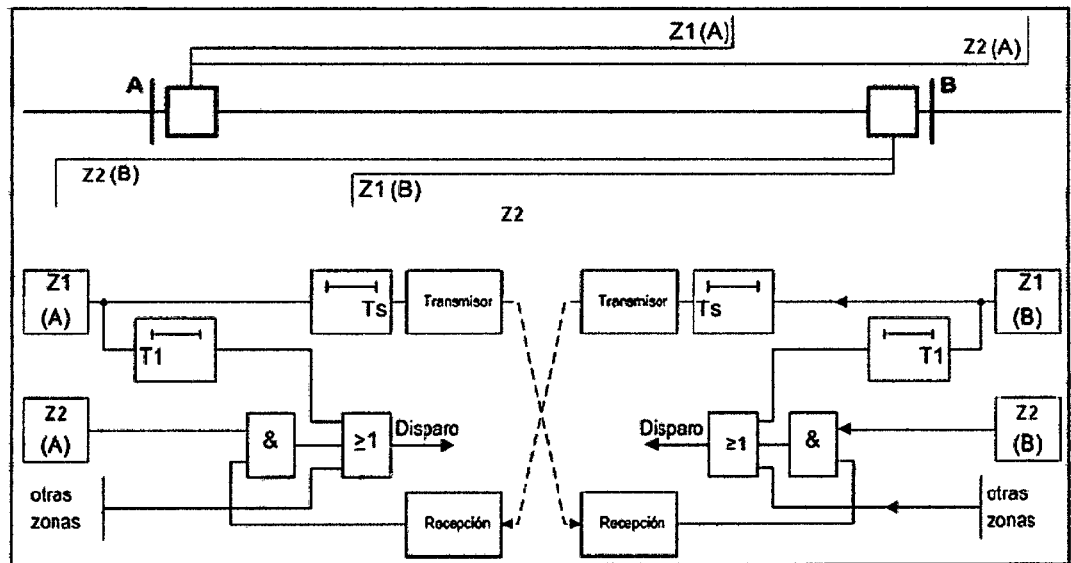 Z1 (A)
Z2 (A)
A
B
Z2 (B)
Z1 (B)
Z2
Z1
(A)
Ts
Transmisor
Transmisor
Ts
Z1
(B)
T1
T1
Z2
(A)
&
≥1
Disparo
Disparo
≥1
&
Z2
(B)
otras
zonas
Recepción
Recepción
otras
zonas